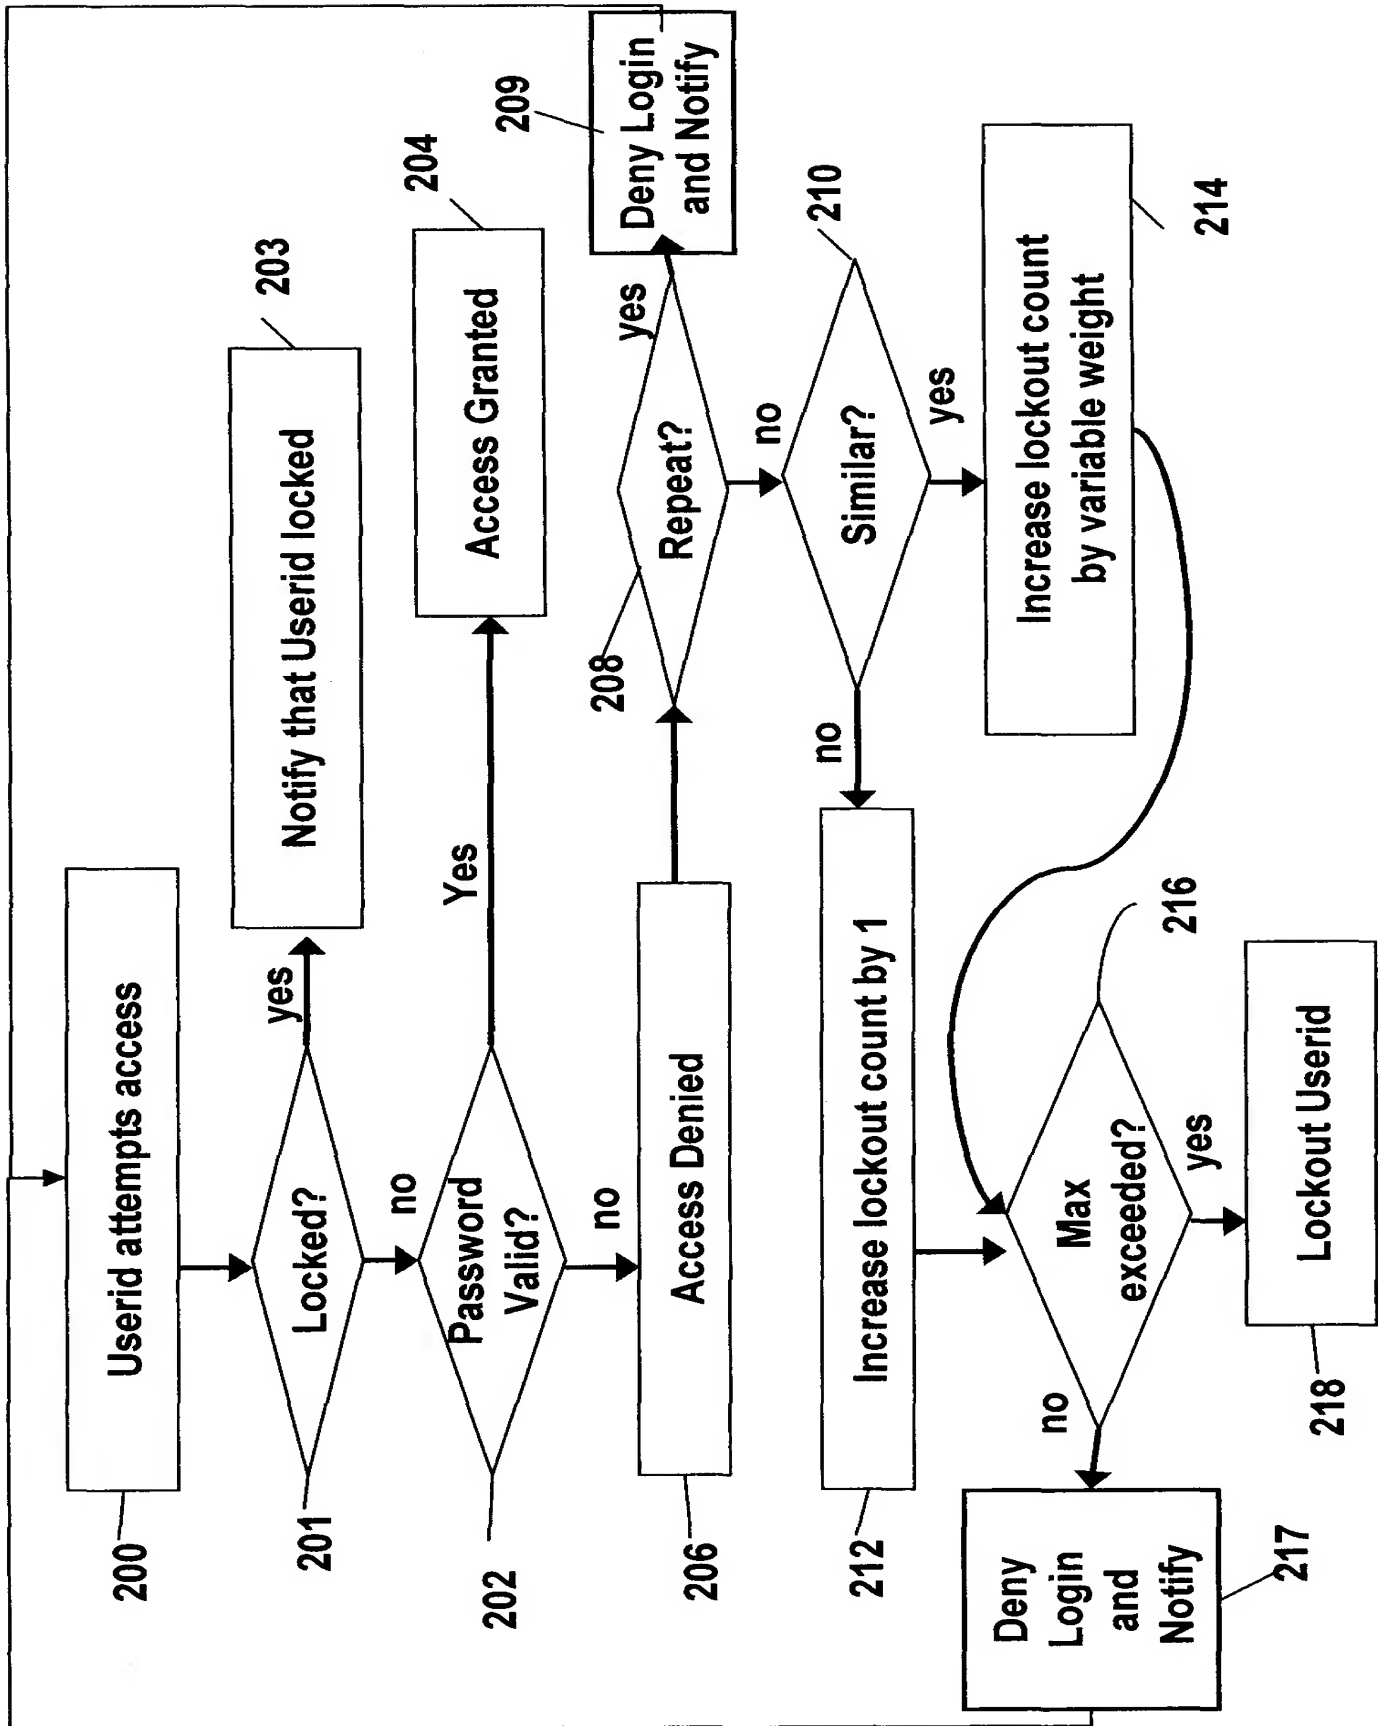 Userid attempts access
200
Locked?
201
yes
Notify that Userid locked
203
no
Password
Valid?
202
Yes
Access Granted
204
no
Access Denied
206
Repeat?
208
yes
Deny Login
and Notify
209
no
Similar?
210
no
Increase lockout count by 1
212
yes
Increase lockout count
by variable weight
214
Max
exceeded?
216
no
Deny
Login
and
Notify
217
yes
Lockout Userid
218